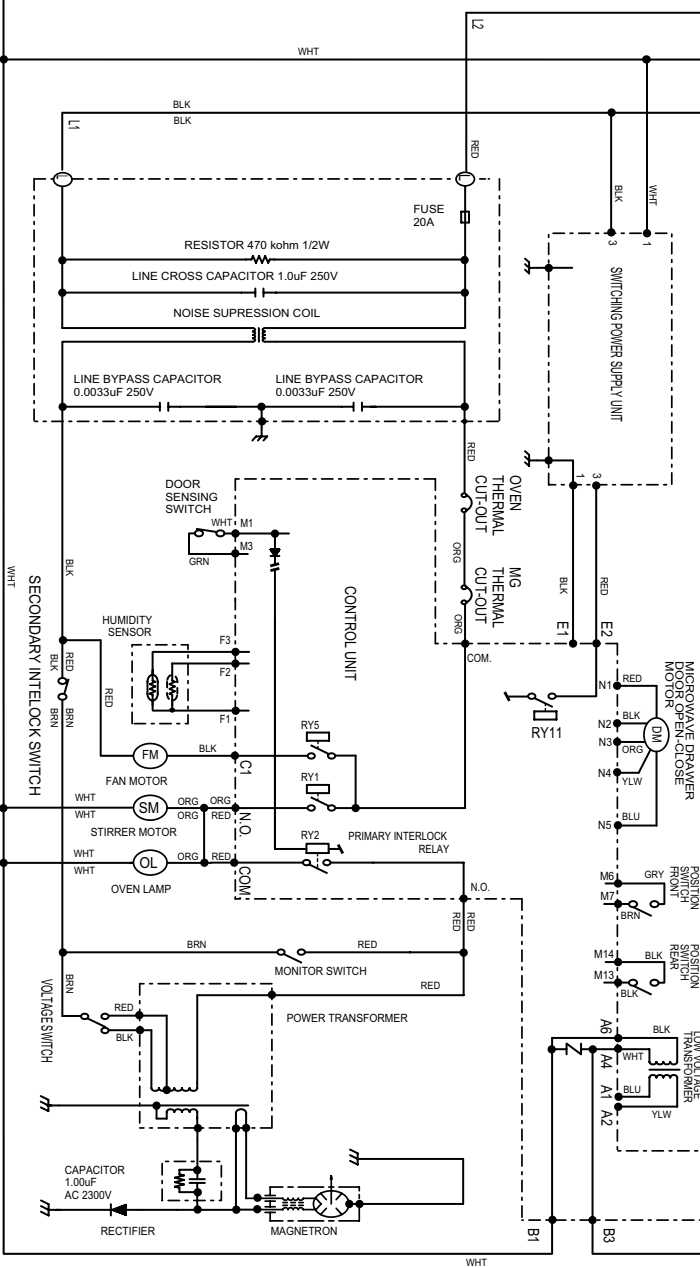 L2
WHT
BLK
BLK
L1
RED
BLK
WHT
FUSE
20A
3
1
RESISTOR 470 kohm 1/2W
LINE CROSS CAPACITOR 1.0uF 250V
SWITCHING POWER SUPPLY UNIT
NOISE SUPRESSION COIL
LINE BYPASS CAPACITOR
0.0033uF 250V
LINE BYPASS CAPACITOR
0.0033uF 250V
RED
1
3
OVEN
THERMAL
CUT-OUT
DOOR
SENSING
SWITCH
WHT
M1
M3
GRN
ORG
MG
THERMAL
CUT-OUT
ORG
BLK
RED
BLK
WHT
CONTROL UNIT
E1
E2
COM.
SECONDARY INTELOCK SWITCH
HUMIDITY
SENSOR
F3
F2
F1
RED
BLK
RED
BRN
BRN
MICROWAVE DRAWER
DOOR OPEN-CLOSE
MOTOR
N1
RED
N2
BLK
N3
ORG
N4
YLW
N5
BLU
DM
RY11
RY5
FM
BLK
C1
FAN MOTOR
RY1
WHT
WHT
SM
ORG
ORG
ORG
RED
N.O.
STIRRER MOTOR
RY2
PRIMARY INTERLOCK
RELAY
WHT
WHT
OL
ORG
RED
COM
OVEN LAMP
N.O.
RED
RED
M6
GRY
M7
BRN
POSITION
SWITCH
FRONT
BRN
RED
MONITOR SWITCH
M14
BLK
M13
BLK
POSITION
SWITCH
REAR
BRN
VOLTAGE SWITCH
RED
BLK
RED
POWER TRANSFORMER
A6
BLK
A4
WHT
A1
BLU
A2
YLW
LOW VOLTAGE
TRANSFORMER
CAPACITOR
1.00uF
AC 2300V
RECTIFIER
MAGNETRON
B1
B3
WHT